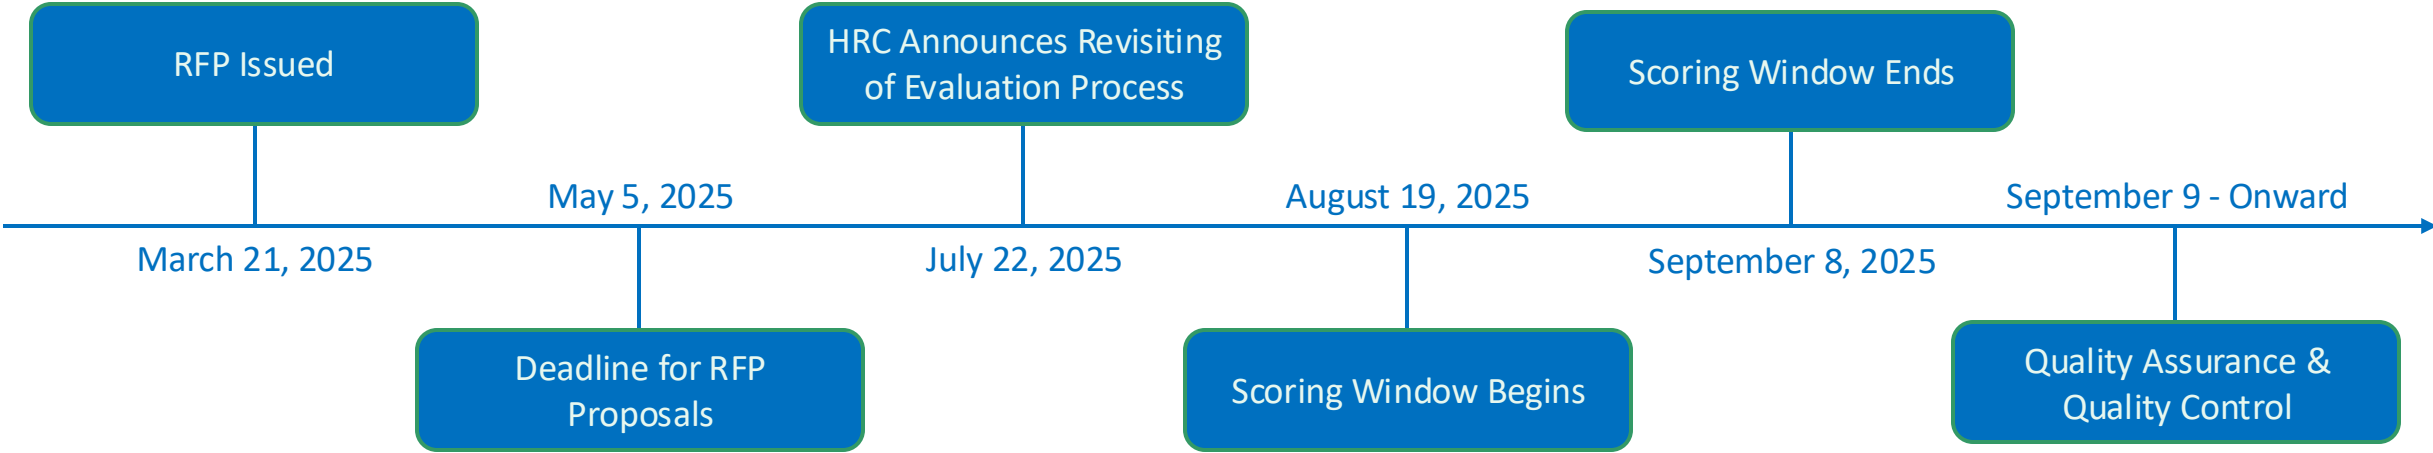 RFP Issued
March 21, 2025
May 5, 2025
Deadline for RFP
Proposals
HRC Announces Revisiting
of Evaluation Process
July 22, 2025
August 19, 2025
Scoring Window Begins
Scoring Window Ends
September 8, 2025
September 9 - Onward
Quality Assurance &
Quality Control